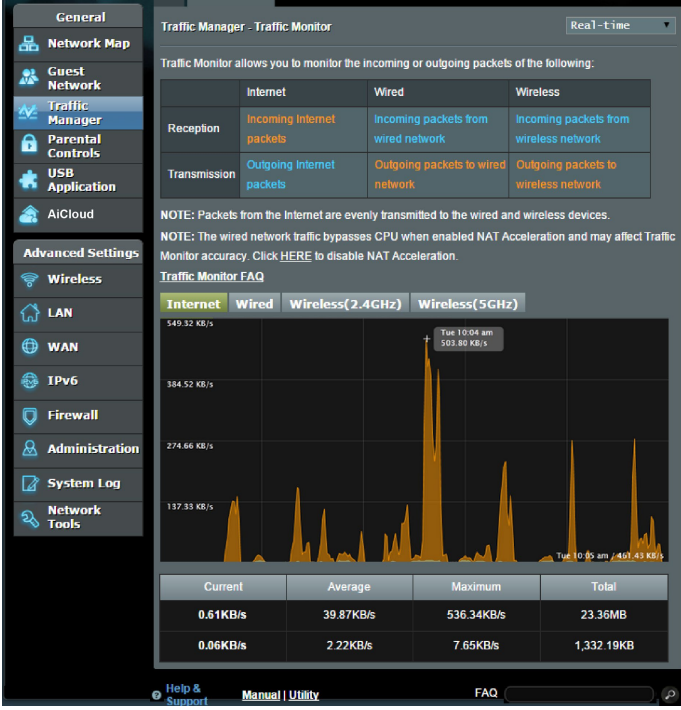 General
Network Map
Guest
Network
Traffic
Manager
Parental
Controls
USB
Application
AiCloud
Advanced Settings
Wireless
LAN
WAN
IPv6
Firewall
Administration
System Log
Network
Tools
Traffic Manager - Traffic Monitor
Real-time
Traffic Monitor allows you to monitor the incoming or outgoing packets of the following:
Internet Wired Wireless
Reception
Incoming Internet
packets
Incoming packets from
wired network
Incoming packets from
wireless network
Transmission
Outgoing Internet
packets
Outgoing packets to wired
network
Outgoing packets to
wireless network
NOTE: Packets from the Internet are evenly transmitted to the wired and wireless devices.
NOTE: The wired network traffic bypasses CPU when enabled NAT Acceleration and may affect Traffic
Monitor accuracy. Click HERE to disable NAT Acceleration.
Traffic Monitor FAQ
Internet Wired Wireless(2.4GHz) Wireless(5GHz)
549.32 KB/s
Tue 10:04 am
503.80 KB/s
384.52 KB/s
274.66 KB/s
137.33 KB/s
Tue 10:05 am / 461.43 KB/s
Current Average Maximum Total
0.61KB/s 39.87KB/s 536.34KB/s 23.36MB
0.06KB/s 2.22KB/s 7.65KB/s 1,332.19KB
Help &
Support
Manual | Utility
FAQ